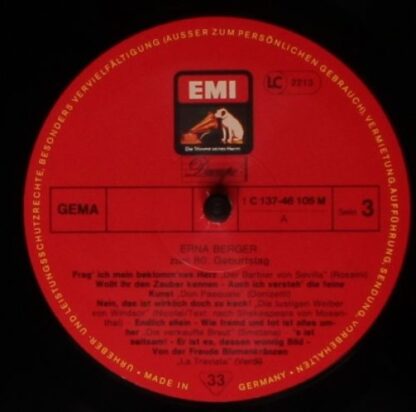 URHEBER- UND LEISTUNGSSCHUTZRECHTE, BESONDERS VERVIELFÄLTIGUNG (AUSSER ZUM PERSÖNLICHEN GEBRAUCH), VERMIETUNG, AUFFÜHRUNG, SENDUNG, VORBEHALTEN
EMI
LC 2213
Die Stimme seines Herrn
Dacapo
GEMA
1 C 137-46 105 M
A
Seite 3
ERNA BERGER
zum 80. Geburtstag
Frag' ich mein beklomm'nes Herz „Der Barbier von Sevilla" (Rossini)
Wollt ihr den Zauber kennen - Auch ich versteh' die feine
Kunst „Don Pasquale" (Donizetti)
Nein, das ist wirklich doch zu keck! „Die lustigen Weiber
von Windsor" (Nicolai/Text: nach Shakespeare von Mosen-
thal) - Endlich allein - Wie fremd und tot ist alles um-
her „Die verkaufte Braut" (Smetana) - 's ist
seltsam! - Er ist es, dessen wonnig Bild -
Von der Freude Blumenkränzen
„La Traviata" (Verdi)
MADE IN
33
GERMANY